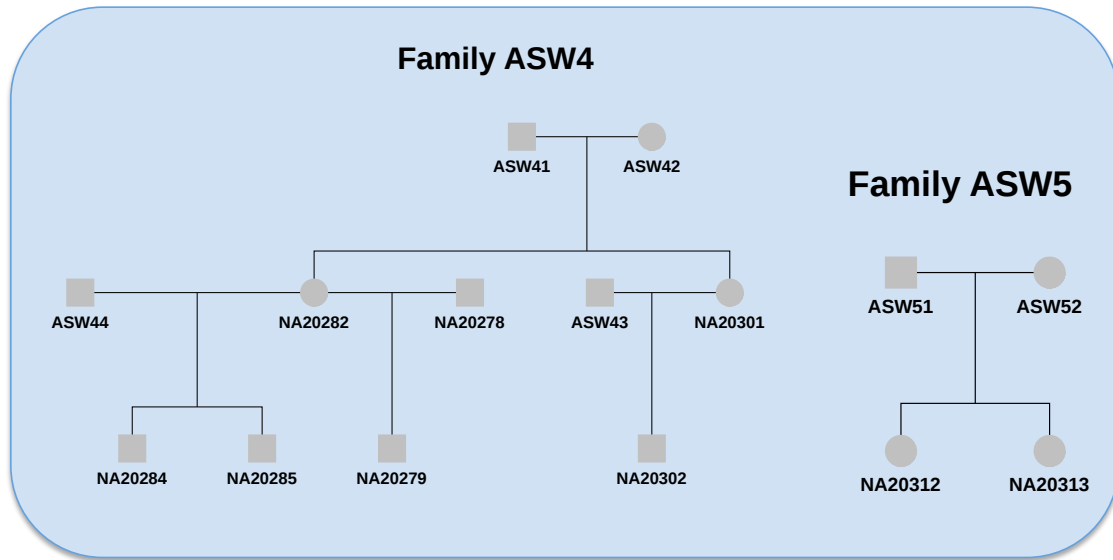 Family ASW4
ASW41
ASW42
Family ASW5
ASW44
NA20282
NA20278
ASW43
NA20301
ASW51
ASW52
NA20284
NA20285
NA20279
NA20302
NA20312
NA20313